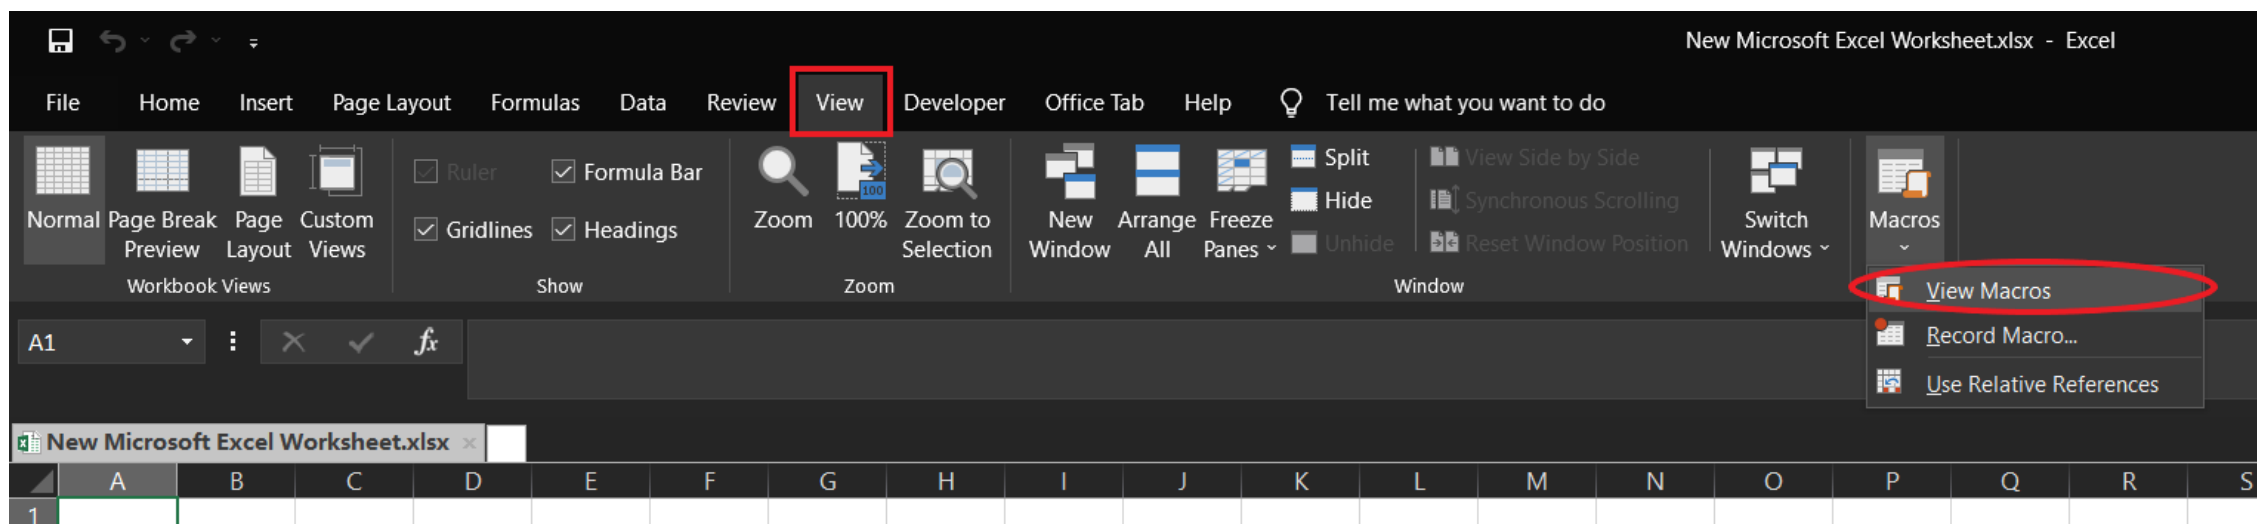 New Microsoft Excel Worksheet.xlsx - Excel
File Home Insert Page Layout Formulas Data Review View Developer Office Tab Help Tell me what you want to do
Normal
Page Break
Preview
Page
Layout
Custom
Views
Workbook Views
Ruler
Formula Bar
Gridlines
Headings
Show
Zoom
100
100%
Zoom to
Selection
Zoom
New
Window
Arrange
All
Freeze
Panes
Split
Hide
Unhide
View Side by Side
Synchronous Scrolling
Reset Window Position
Window
Switch
Windows
Macros
View Macros
Record Macro...
Use Relative References
A1
fx
New Microsoft Excel Worksheet.xlsx
A B C D E F G H I J K L M N O P Q R S
1